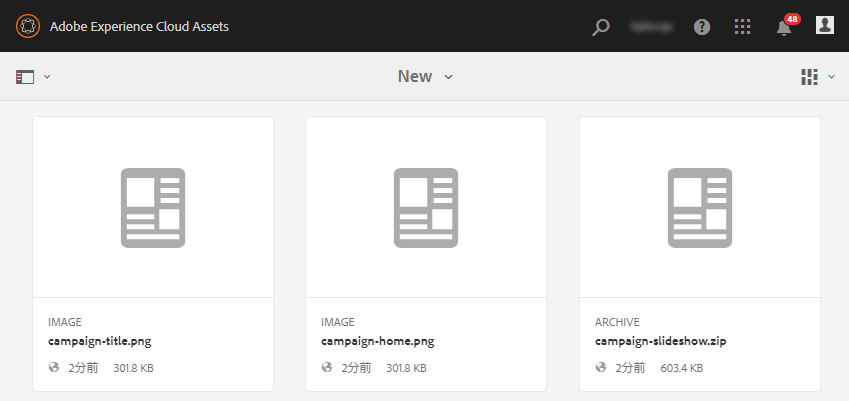 Adobe Experience Cloud Assets
48
New
IMAGE
campaign-title.png
2分前 301.8 KB
IMAGE
campaign-home.png
2分前 301.8 KB
ARCHIVE
campaign-slideshow.zip
2分前 603.4 KB